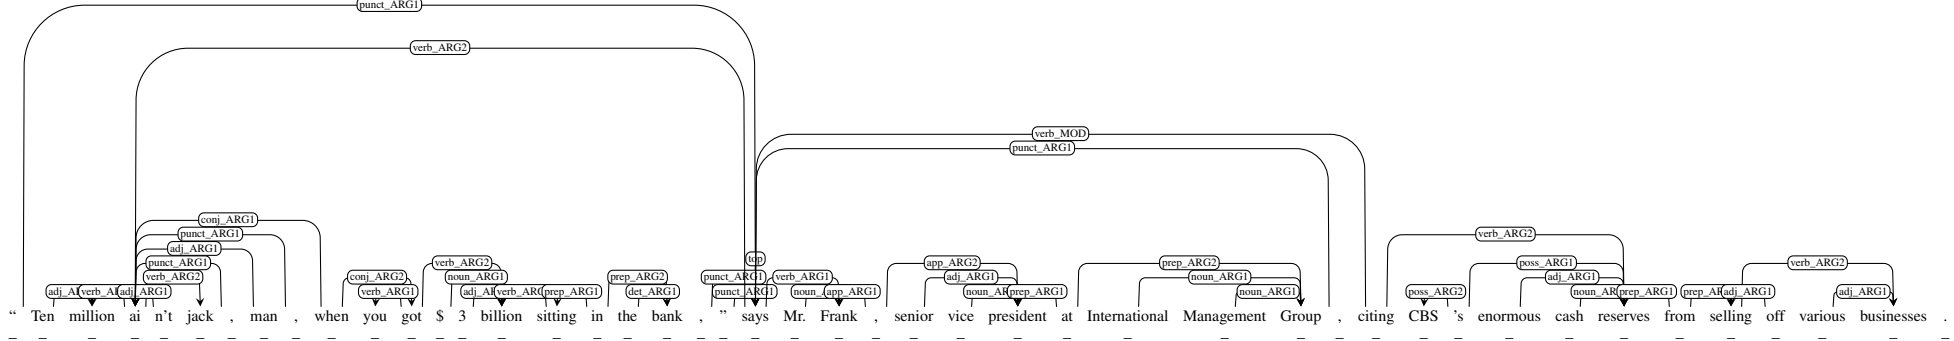 punct_ARG1
verb_ARG2
verb_MOD
punct_ARG1
conj_ARG1
punct_ARG1
verb_ARG2
adj_ARG1
top
punct_ARG1 verb_ARG2 app_ARG2 prep_ARG2 poss_ARG1 verb_ARG2
verb_ARG2 conj_ARG2 noun_ARG1 prep_ARG2 punct_ARG1 verb_ARG1 adj_ARG1 noun_ARG1 adj_ARG1
adj_ARG1 verb_ARG1 prep_ARG1 det_ARG1 punct_ARG1 app_ARG1 prep_ARG1 noun_ARG1 poss_ARG2 prep_ARG1 adj_ARG1 adj_ARG1
“ Ten million ai n’t jack , man , when you got $ 3 billion sitting in the bank , ” says Mr. Frank , senior vice president at International Management Group , citing CBS ’s enormous cash reserves from selling off various businesses .